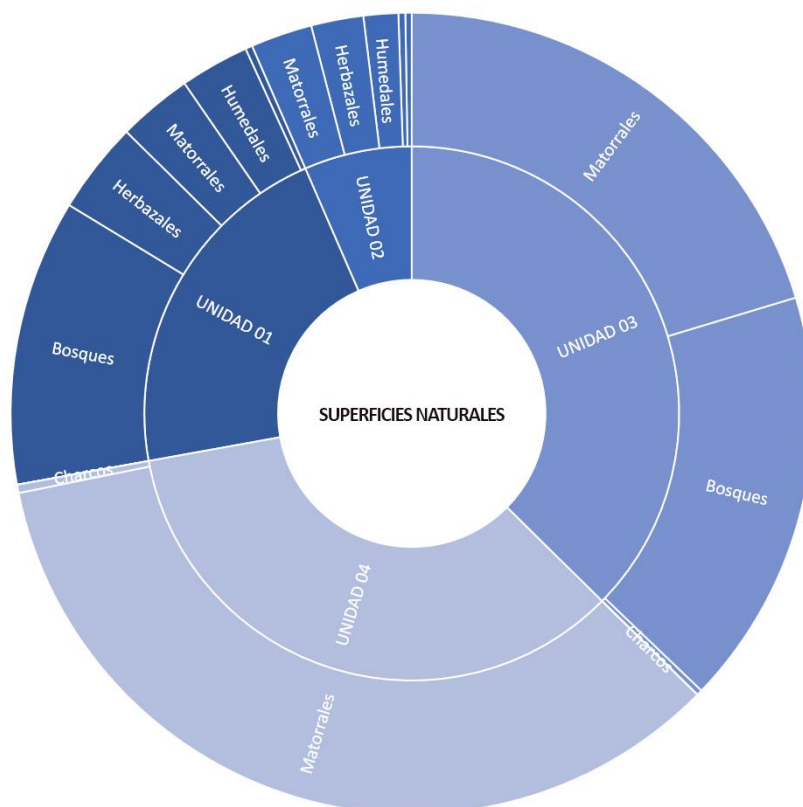 SUPERFICIES NATURALES
UNIDAD 03
Matorrales
Bosques
Charcos
UNIDAD 04
Matorrales
Charcos
UNIDAD 01
Bosques
Herbazales
Matorrales
Humedales
UNIDAD 02
Matorrales
Herbazales
Humedales